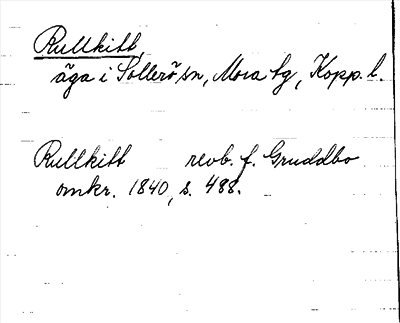 Rullkitt,
äga i Sollerö sn, Mora tg, Kopp. l.
Rullkitt revb. f. Gruddbo
omkr. 1840, s. 488.